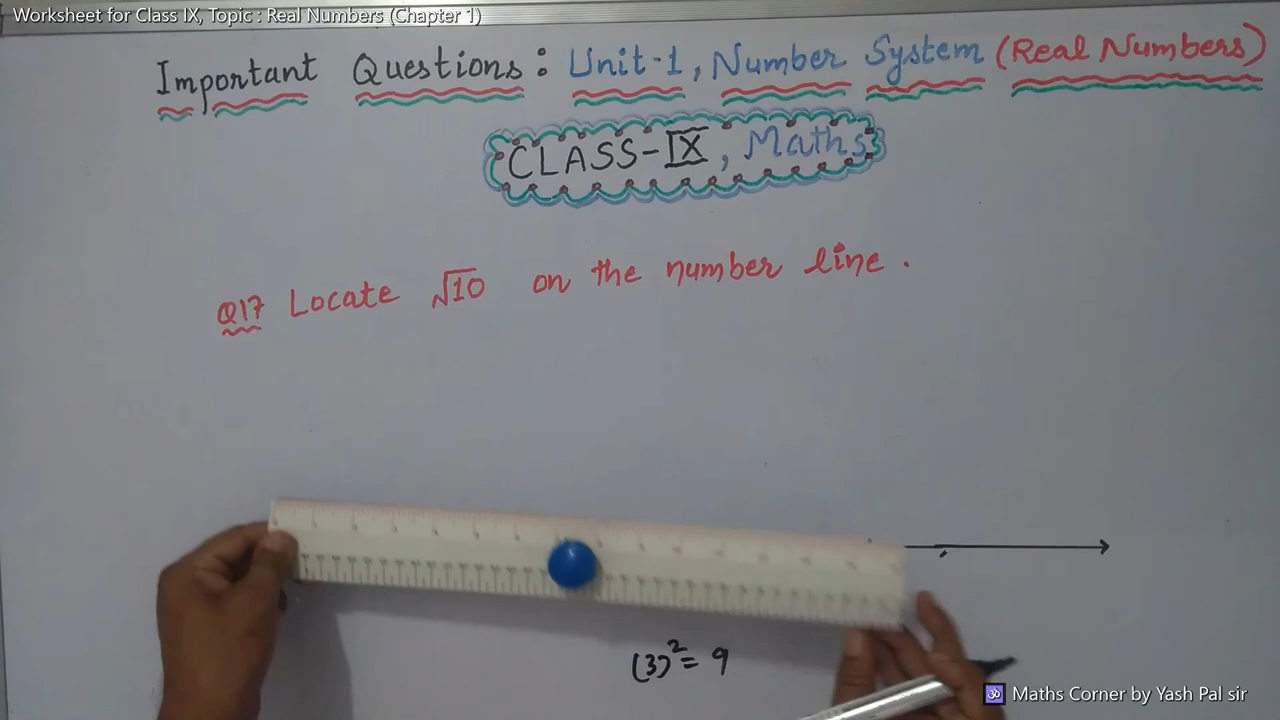 Worksheet for Class IX, Topic : Real Numbers (Chapter 1)
Important Questions: Unit-1, Number System (Real Numbers)
CLASS-IX, Maths
Q17 Locate √10 on the number line.
(3)² = 9
🕉 Maths Corner by Yash Pal sir